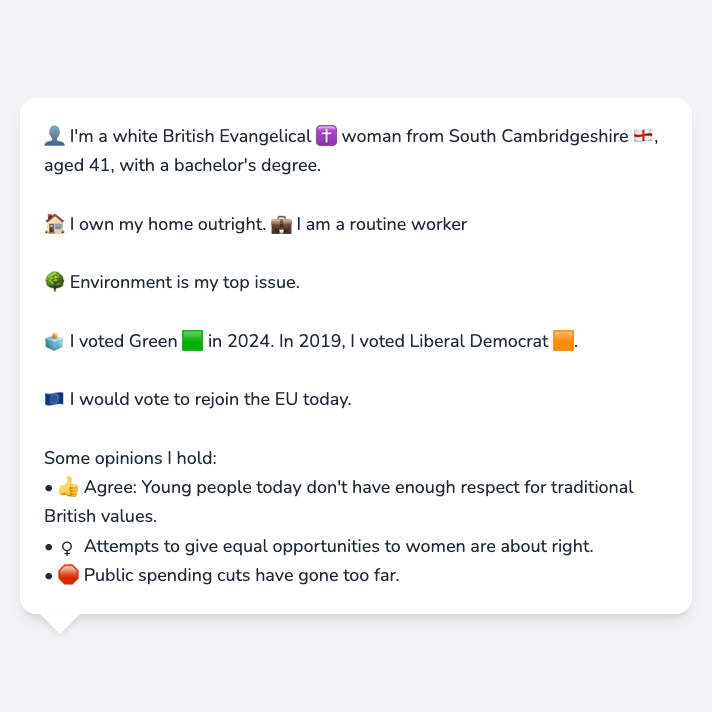 👤 I'm a white British Evangelical ✝️ woman from South Cambridgeshire 🏴󠁧󠁢󠁥󠁮󠁧󠁿,
aged 41, with a bachelor's degree.
🏠 I own my home outright. 💼 I am a routine worker
🌳 Environment is my top issue.
🗳️ I voted Green 🟩 in 2024. In 2019, I voted Liberal Democrat 🟧.
🇪🇺 I would vote to rejoin the EU today.
Some opinions I hold:
• 👍 Agree: Young people today don't have enough respect for traditional
British values.
• ♀ Attempts to give equal opportunities to women are about right.
• 🛑 Public spending cuts have gone too far.